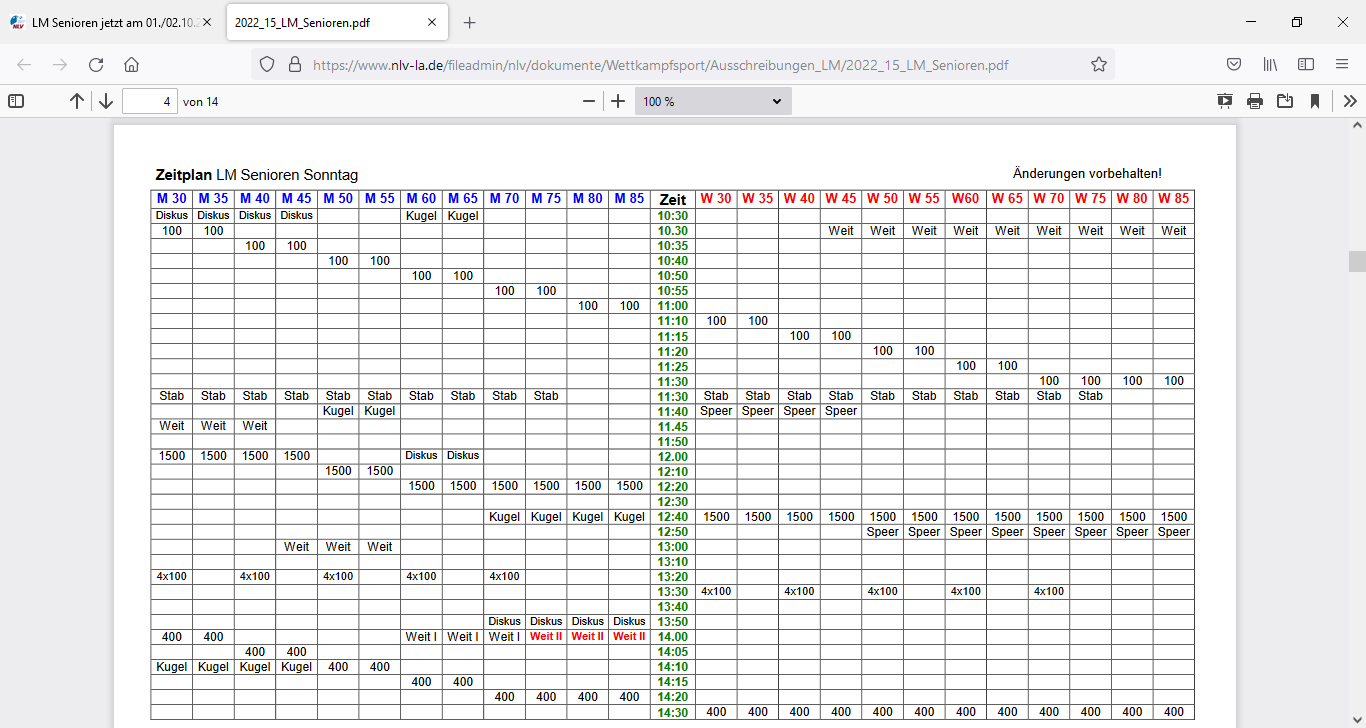 LM Senioren jetzt am 01./02.10.2
2022_15_LM_Senioren.pdf
https://www.nlv-la.de/fileadmin/nlv/dokumente/Wettkampfsport/Ausschreibungen_LM/2022_15_LM_Senioren.pdf
4 von 14 100 %
Zeitplan LM Senioren Sonntag Änderungen vorbehalten!
M 30 M 35 M 40 M 45 M 50 M 55 M 60 M 65 M 70 M 75 M 80 M 85 Zeit W 30 W 35 W 40 W 45 W 50 W 55 W60 W 65 W 70 W 75 W 80 W 85
Diskus Diskus Diskus Diskus Kugel Kugel 10:30
100 100 10.30 Weit Weit Weit Weit Weit Weit Weit Weit Weit
100 100 10:35
100 100 10:40
100 100 10:50
100 100 10:55
100 100 11:00
11:10 100 100
11:15 100 100
11:20 100 100
11:25 100 100
11:30 100 100 100 100
Stab Stab Stab Stab Stab Stab Stab Stab Stab Stab 11:30 Stab Stab Stab Stab Stab Stab Stab Stab Stab Stab
Kugel Kugel 11:40 Speer Speer Speer Speer
Weit Weit Weit 11.45
11:50
1500 1500 1500 1500 Diskus Diskus 12.00
1500 1500 12:10
1500 1500 1500 1500 1500 1500 12:20
12:30
Kugel Kugel Kugel Kugel 12:40 1500 1500 1500 1500 1500 1500 1500 1500 1500 1500 1500 1500
12:50 Speer Speer Speer Speer Speer Speer Speer Speer
Weit Weit Weit 13:00
13:10
4x100 4x100 4x100 4x100 4x100 13:20
13:30 4x100 4x100 4x100 4x100 4x100
13:40
Diskus Diskus Diskus Diskus 13:50
400 400 Weit I Weit I Weit I Weit II Weit II Weit II 14.00
400 400 14:05
Kugel Kugel Kugel Kugel 400 400 14:10
400 400 14:15
400 400 400 400 14:20
14:30 400 400 400 400 400 400 400 400 400 400 400 400